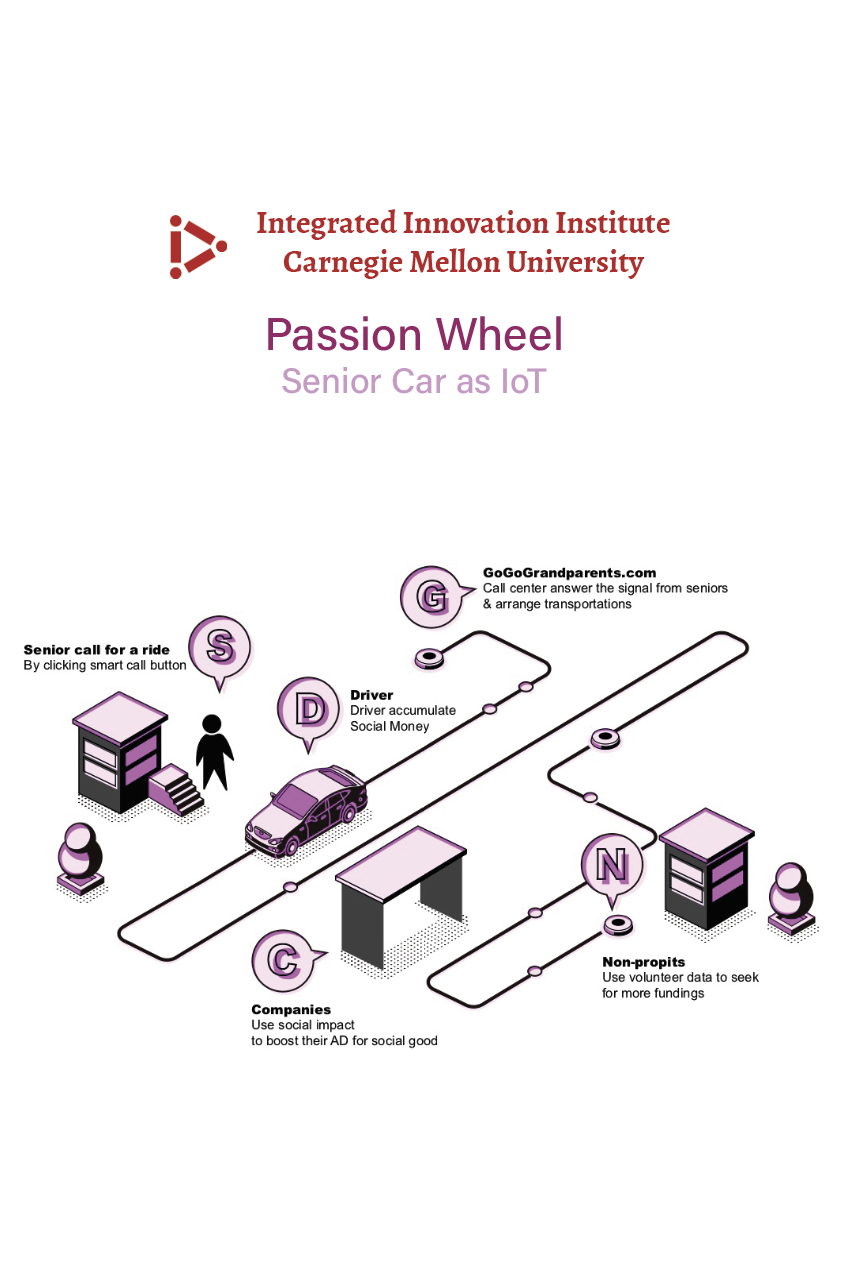 Integrated Innovation Institute
Carnegie Mellon University
Passion Wheel
Senior Car as IoT
G
GoGoGrandparents.com
Call center answer the signal from seniors
& arrange transportations
S
Senior call for a ride
By clicking smart call button
D
Driver
Driver accumulate
Social Money
N
Non-propits
Use volunteer data to seek
for more fundings
C
Companies
Use social impact
to boost their AD for social good